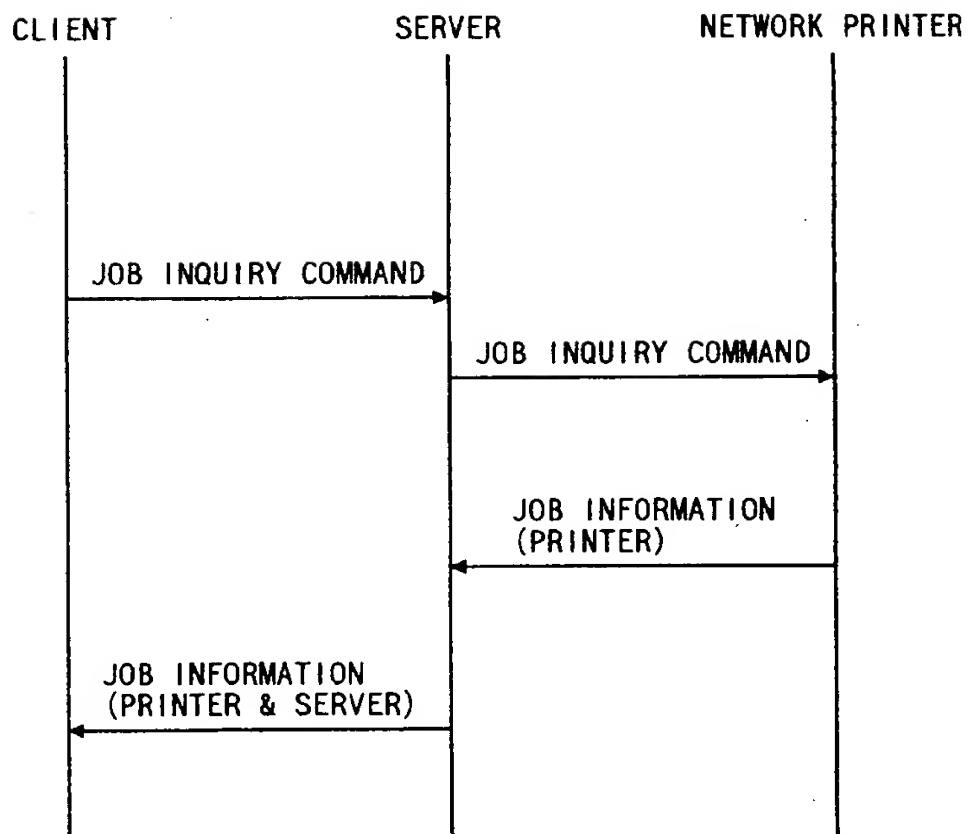 CLIENT SERVER NETWORK PRINTER
JOB INQUIRY COMMAND
JOB INQUIRY COMMAND
JOB INFORMATION
(PRINTER)
JOB INFORMATION
(PRINTER & SERVER)